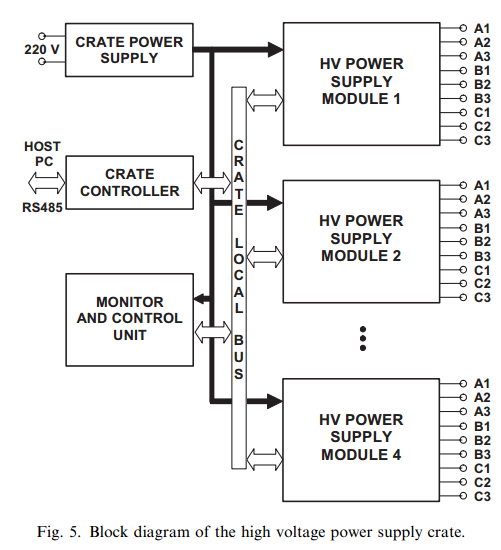 220 V
CRATE POWER
SUPPLY
HV POWER
SUPPLY
MODULE 1
A1
A2
A3
B1
B2
B3
C1
C2
C3
HOST
PC
RS485
CRATE
CONTROLLER
CRATE LOCAL BUS
HV POWER
SUPPLY
MODULE 2
A1
A2
A3
B1
B2
B3
C1
C2
C3
MONITOR
AND CONTROL
UNIT
HV POWER
SUPPLY
MODULE 4
A1
A2
A3
B1
B2
B3
C1
C2
C3
Fig. 5. Block diagram of the high voltage power supply crate.